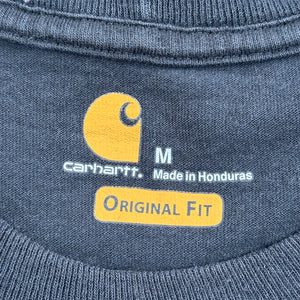 M
carhartt. Made in Honduras
ORIGINAL FIT